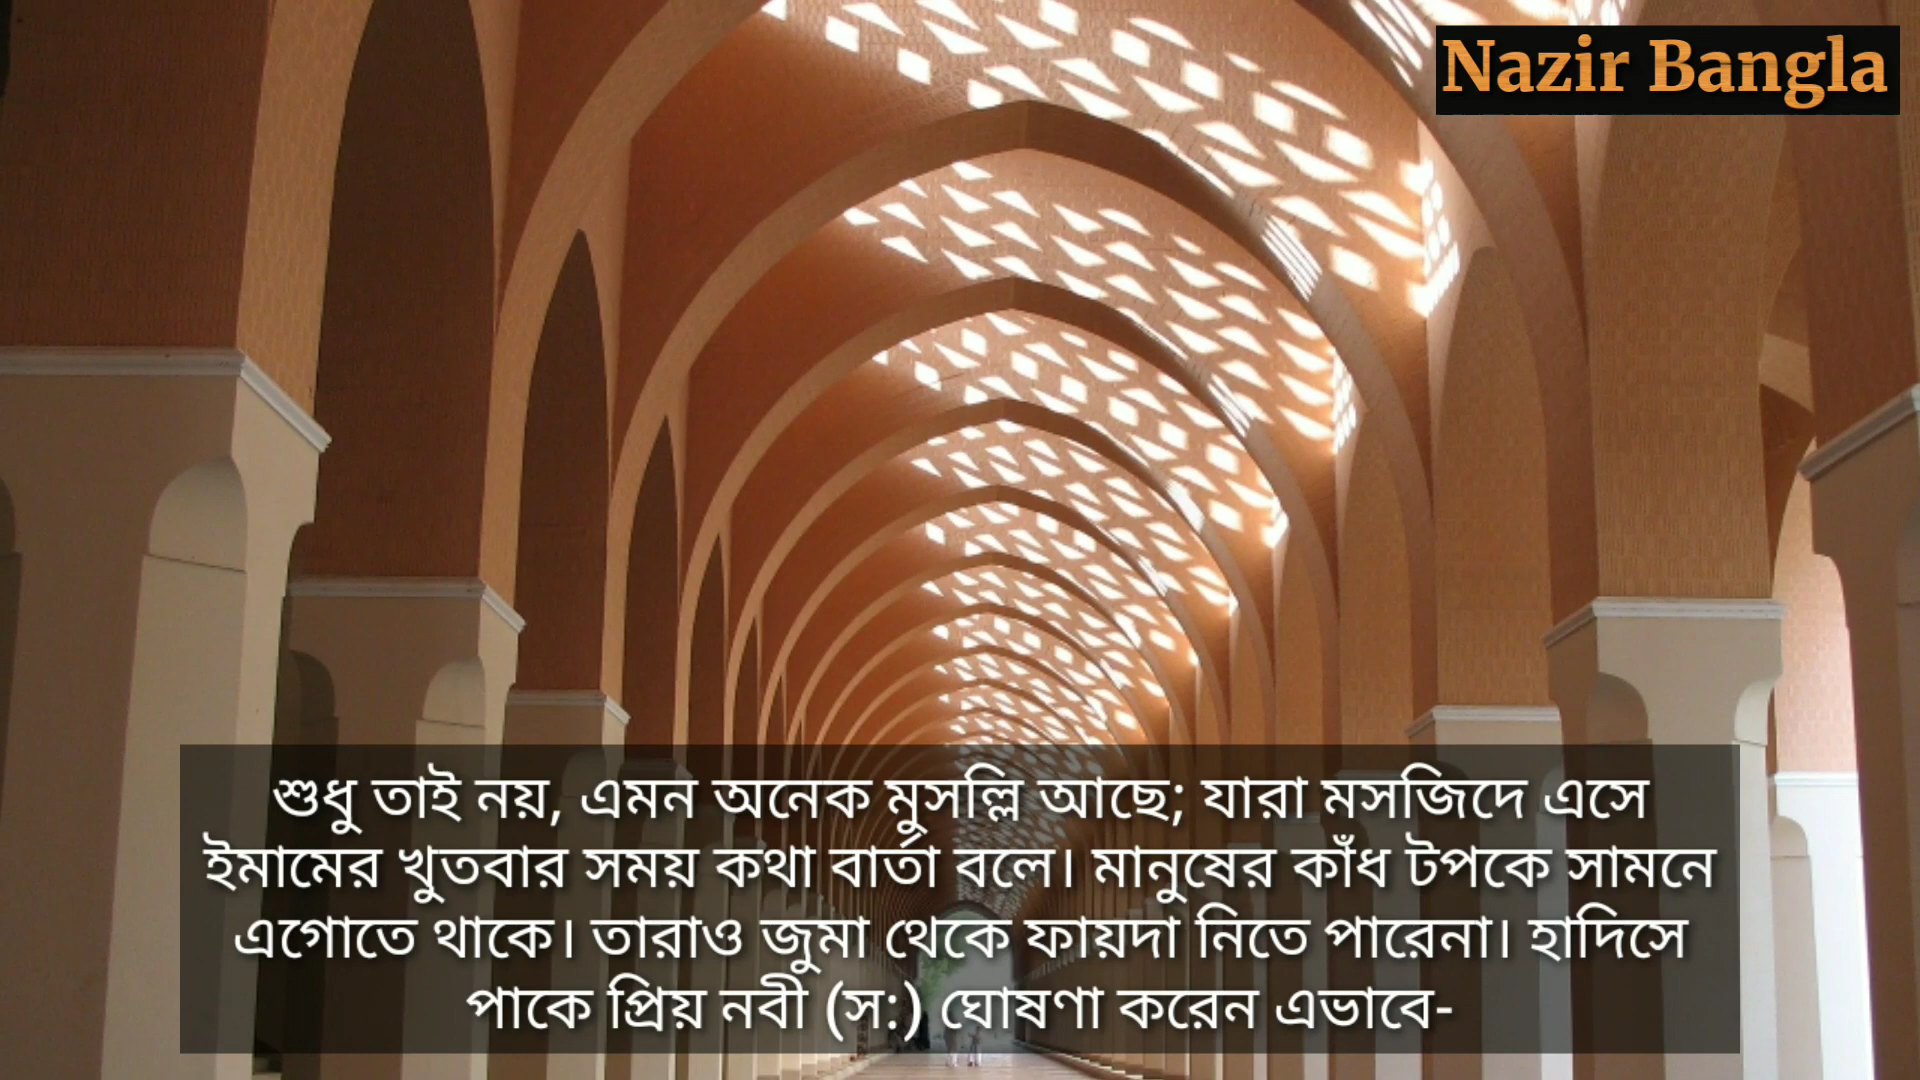 Nazir Bangla
শুধু তাই নয়, এমন অনেক মুসল্লি আছে; যারা মসজিদে এসে
ইমামের খুতবার সময় কথা বার্তা বলে। মানুষের কাঁধ টপকে সামনে
এগোতে থাকে। তারাও জুমা থেকে ফায়দা নিতে পারেনা। হাদিসে
পাকে প্রিয় নবী (স:) ঘোষণা করেন এভাবে-